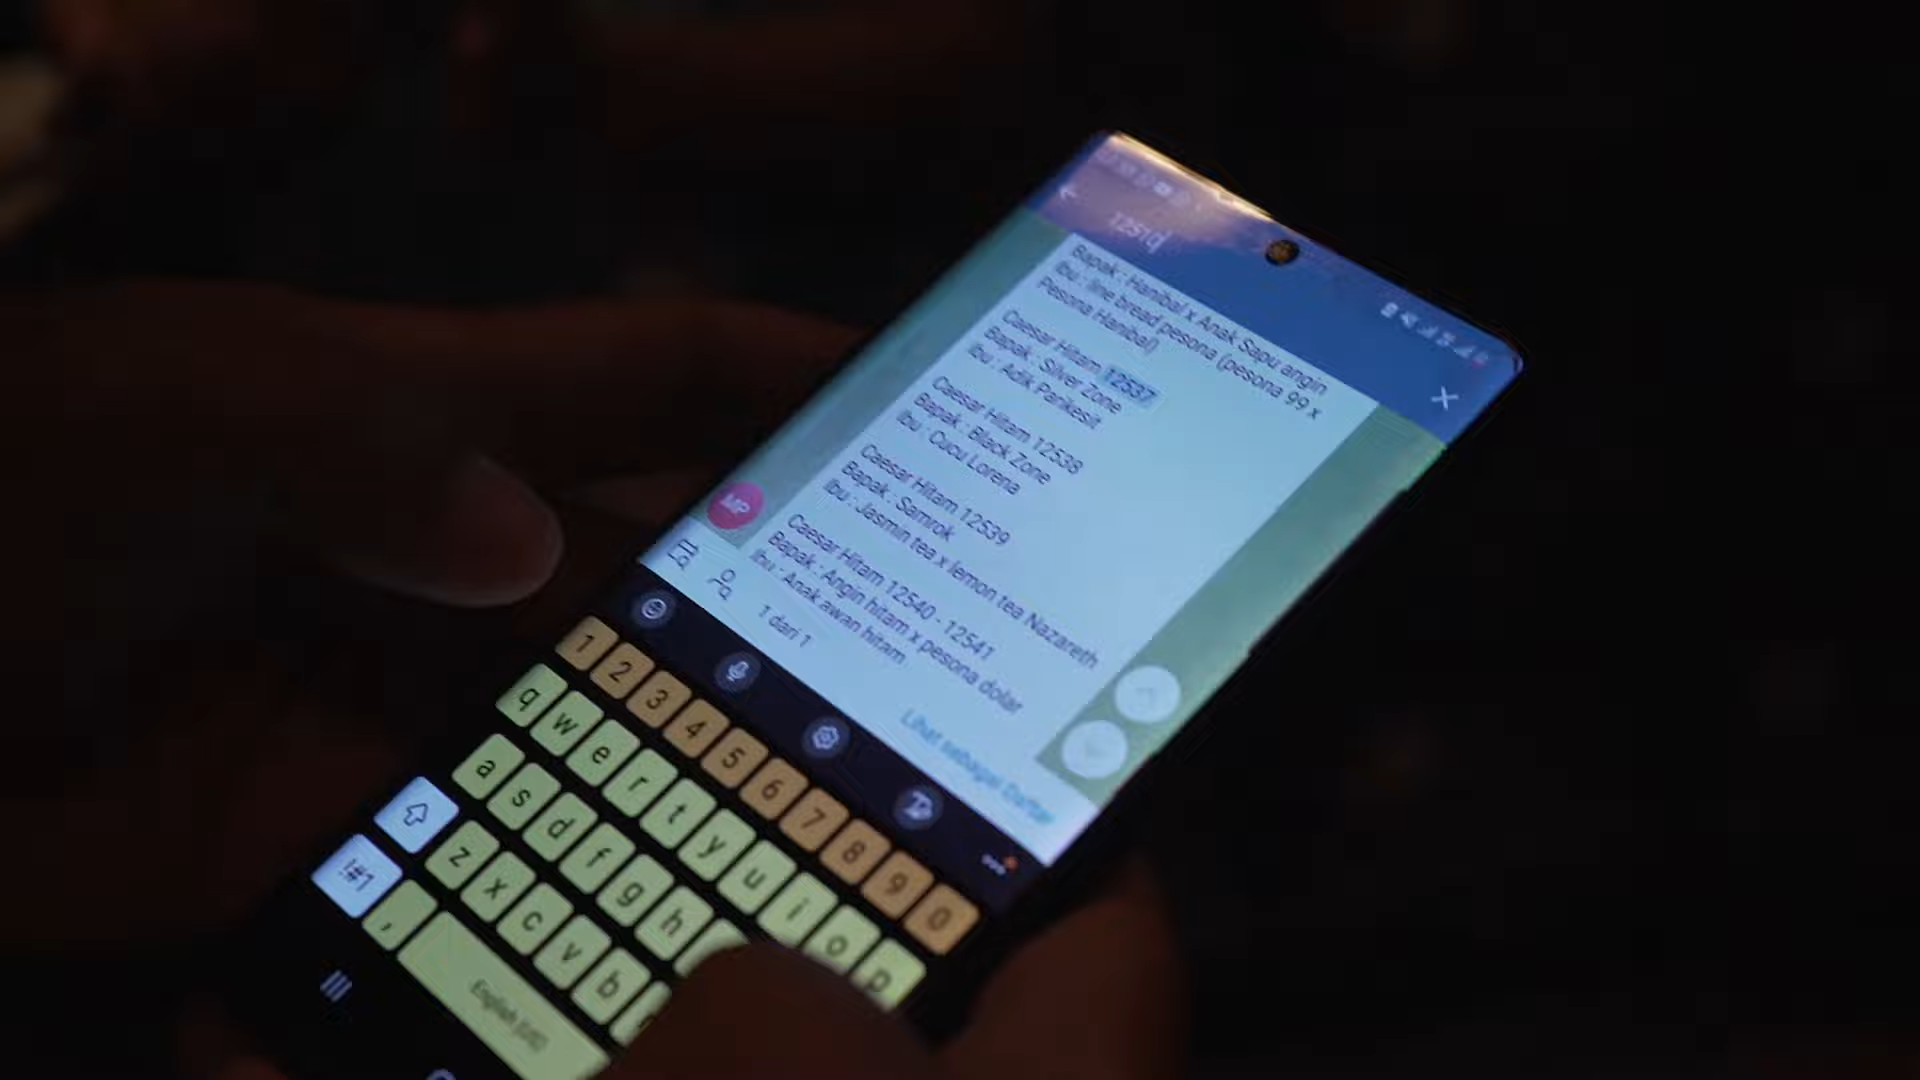 Bapak : Hanibal x Anak Sapu angin
Ibu : line bread pesona (pesona 99 x
Pesona Hanibal)
Caesar Hitam 12537
Bapak : Silver Zone
Ibu : Adik Parikesit
Caesar Hitam 12538
Bapak : Black Zone
Ibu : Cucu Lorena
Caesar Hitam 12539
Bapak : Samrok
Ibu : Jasmin tea x lemon tea Nazareth
Caesar Hitam 12540 - 12541
Bapak : Angin hitam x pesona dolar
Ibu : Anak awan hitam
Lihat sebagai Daftar
MP
1 dari 1
1 2 3 4 5 6 7 8 9 0
q w e r t y u i o p
a s d f g h
z x c v b
!#1 ,
English (US)